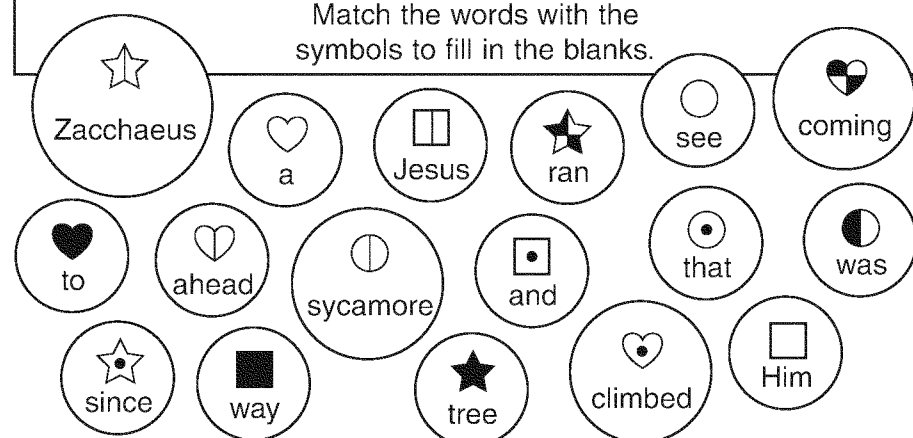 Match the words with the
symbols to fill in the blanks.
Zacchaeus
a
Jesus
ran
see
coming
to
ahead
sycamore
and
that
was
since
way
tree
climbed
Him